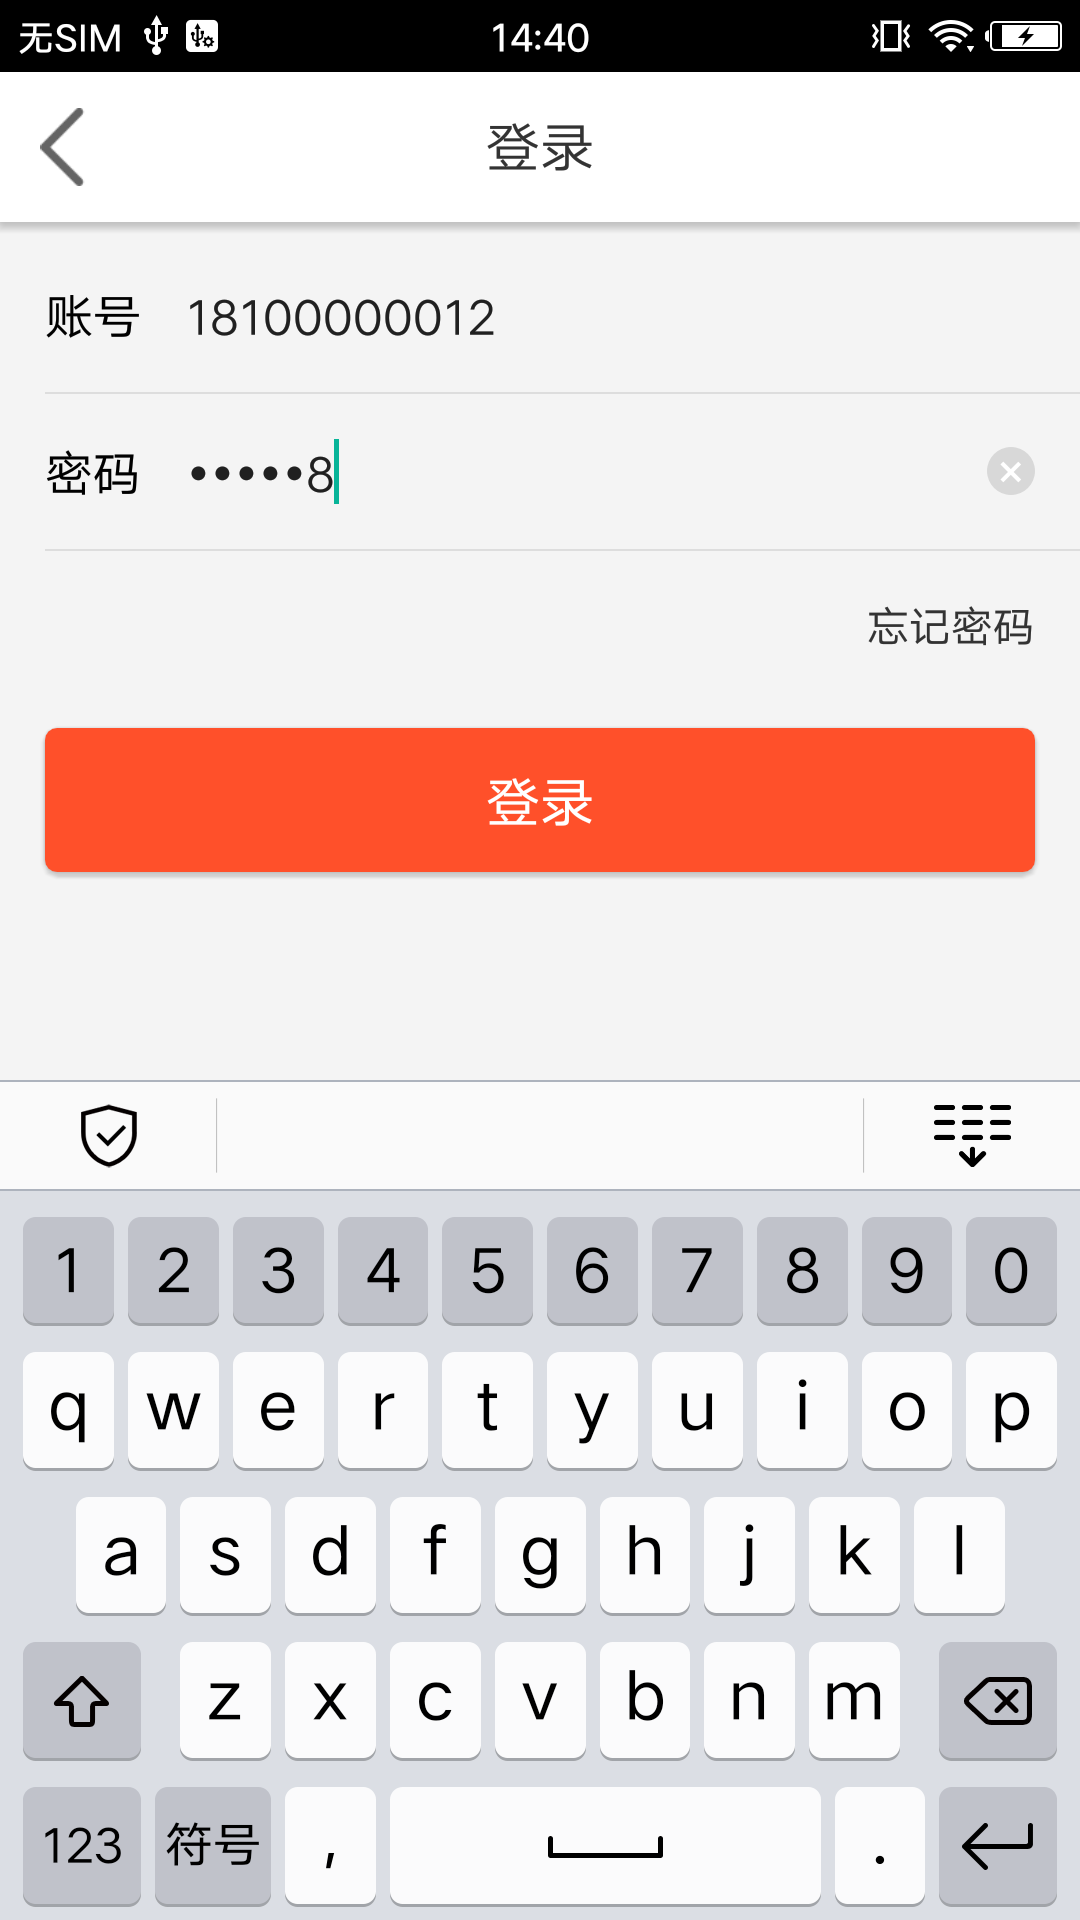 无SIM 14:40
登录
账号 18100000012
密码 •••••8
忘记密码
登录
1 2 3 4 5 6 7 8 9 0
q w e r t y u i o p
a s d f g h j k l
z x c v b n m
123 符号 , .